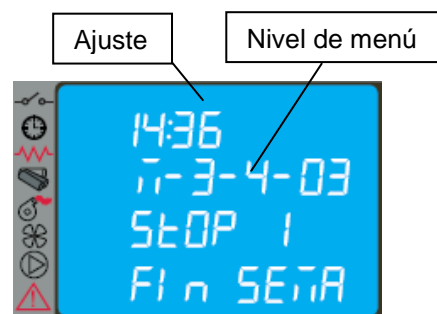 Ajuste
Nivel de menú
14:36
M-3-4-03
StOP 1
FIn SEMA